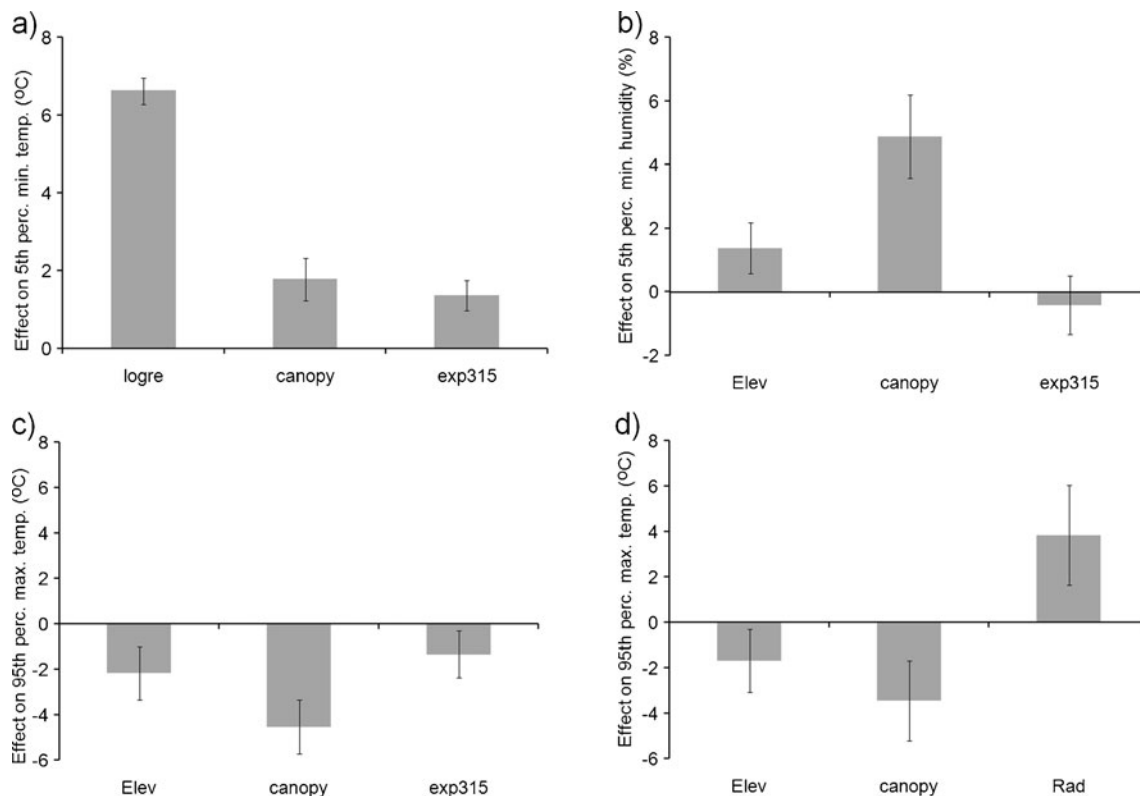 a)
Effect on 5th perc. min. temp. (ºC)
8
6
4
2
0
logre canopy exp315
b)
Effect on 5th perc. min. humidity (%)
8
6
4
2
0
-2
Elev canopy exp315
c)
Effect on 95th perc. max. temp. (ºC)
8
6
4
2
0
-2
-4
-6
Elev canopy exp315
d)
Effect on 95th perc. max. temp. (ºC)
8
6
4
2
0
-2
-4
-6
Elev canopy Rad